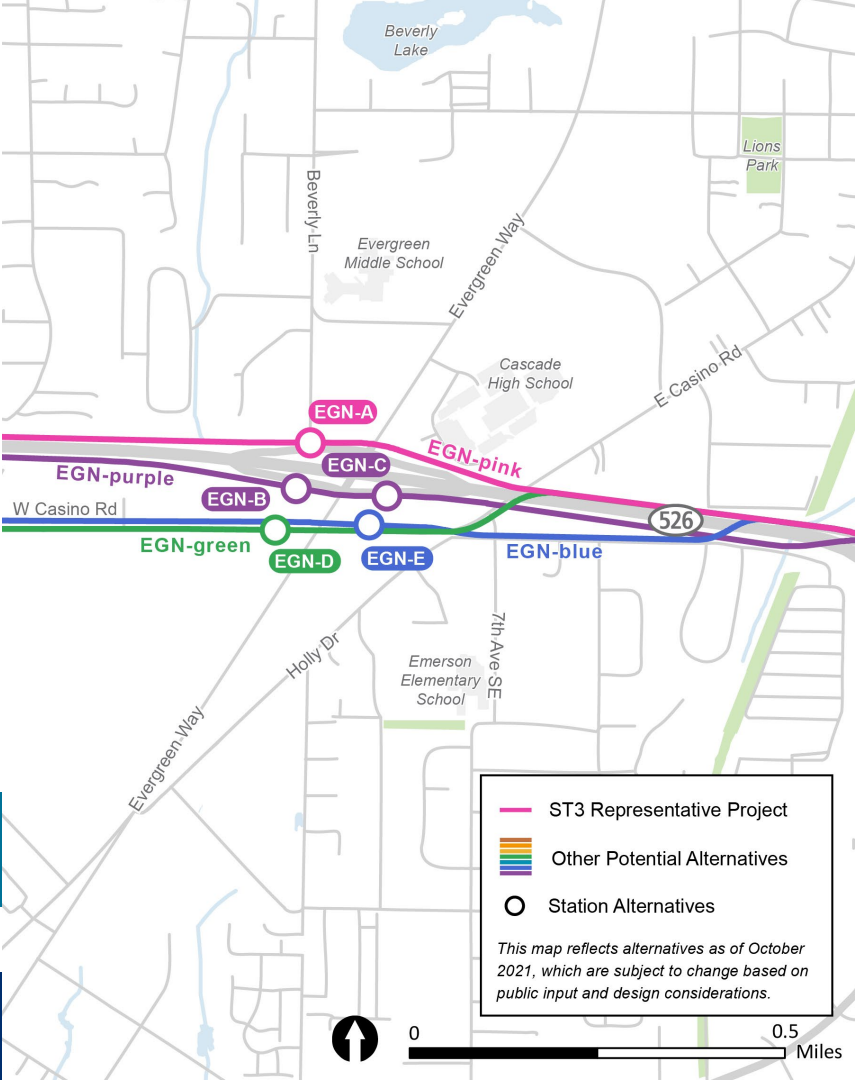 Beverly
Lake
Lions
Park
Beverly Ln
Evergreen
Middle School
Evergreen Way
Cascade
High School
E Casino Rd
EGN-A
EGN-pink
EGN-C
EGN-purple
EGN-B
W Casino Rd
526
EGN-green
EGN-D
EGN-E
EGN-blue
7th Ave SE
Holly Dr
Emerson
Elementary
School
Evergreen Way
ST3 Representative Project
Other Potential Alternatives
Station Alternatives
This map reflects alternatives as of October
2021, which are subject to change based on
public input and design considerations.
0
0.5
Miles